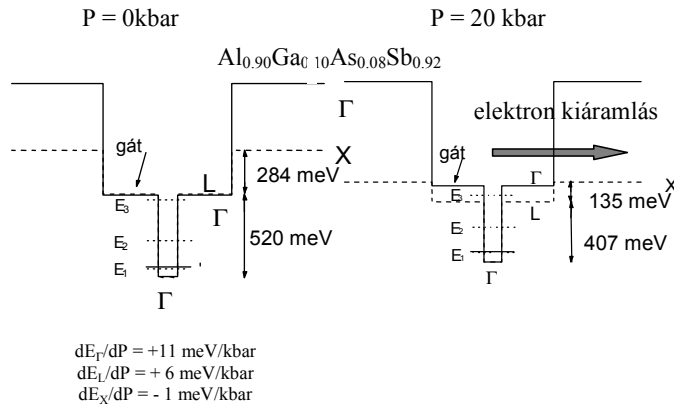 P = 0kbar
P = 20 kbar
Al0.90Ga0.10As0.08Sb0.92
Γ
elektron kiáramlás
X
gát
L
Γ
284 meV
E3
E2
E1
520 meV
Γ
gát
Γ
X
E3
L
135 meV
E2
407 meV
E1
Γ
dEΓ/dP = +11 meV/kbar
dEL/dP = + 6 meV/kbar
dEX/dP = - 1 meV/kbar